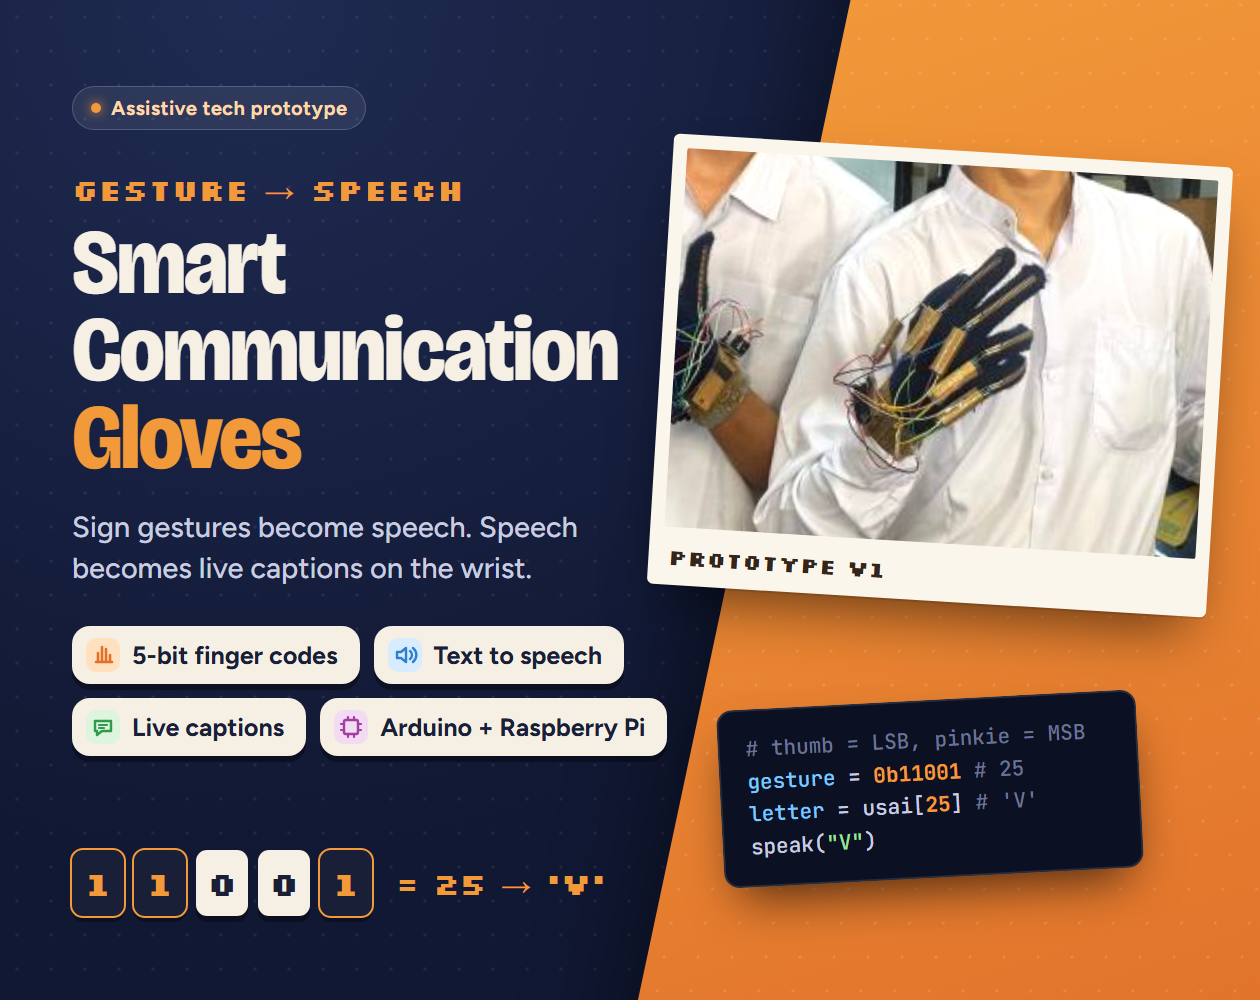 Assistive tech prototype
GESTURE → SPEECH
Smart
Communication
Gloves
Sign gestures become speech. Speech
becomes live captions on the wrist.
5-bit finger codes
Text to speech
Live captions
Arduino + Raspberry Pi
1 1 0 0 1 = 25 → 'V'
PROTOTYPE V1
# thumb = LSB, pinkie = MSB
gesture = 0b11001 # 25
letter = usai[25] # 'V'
speak("V")